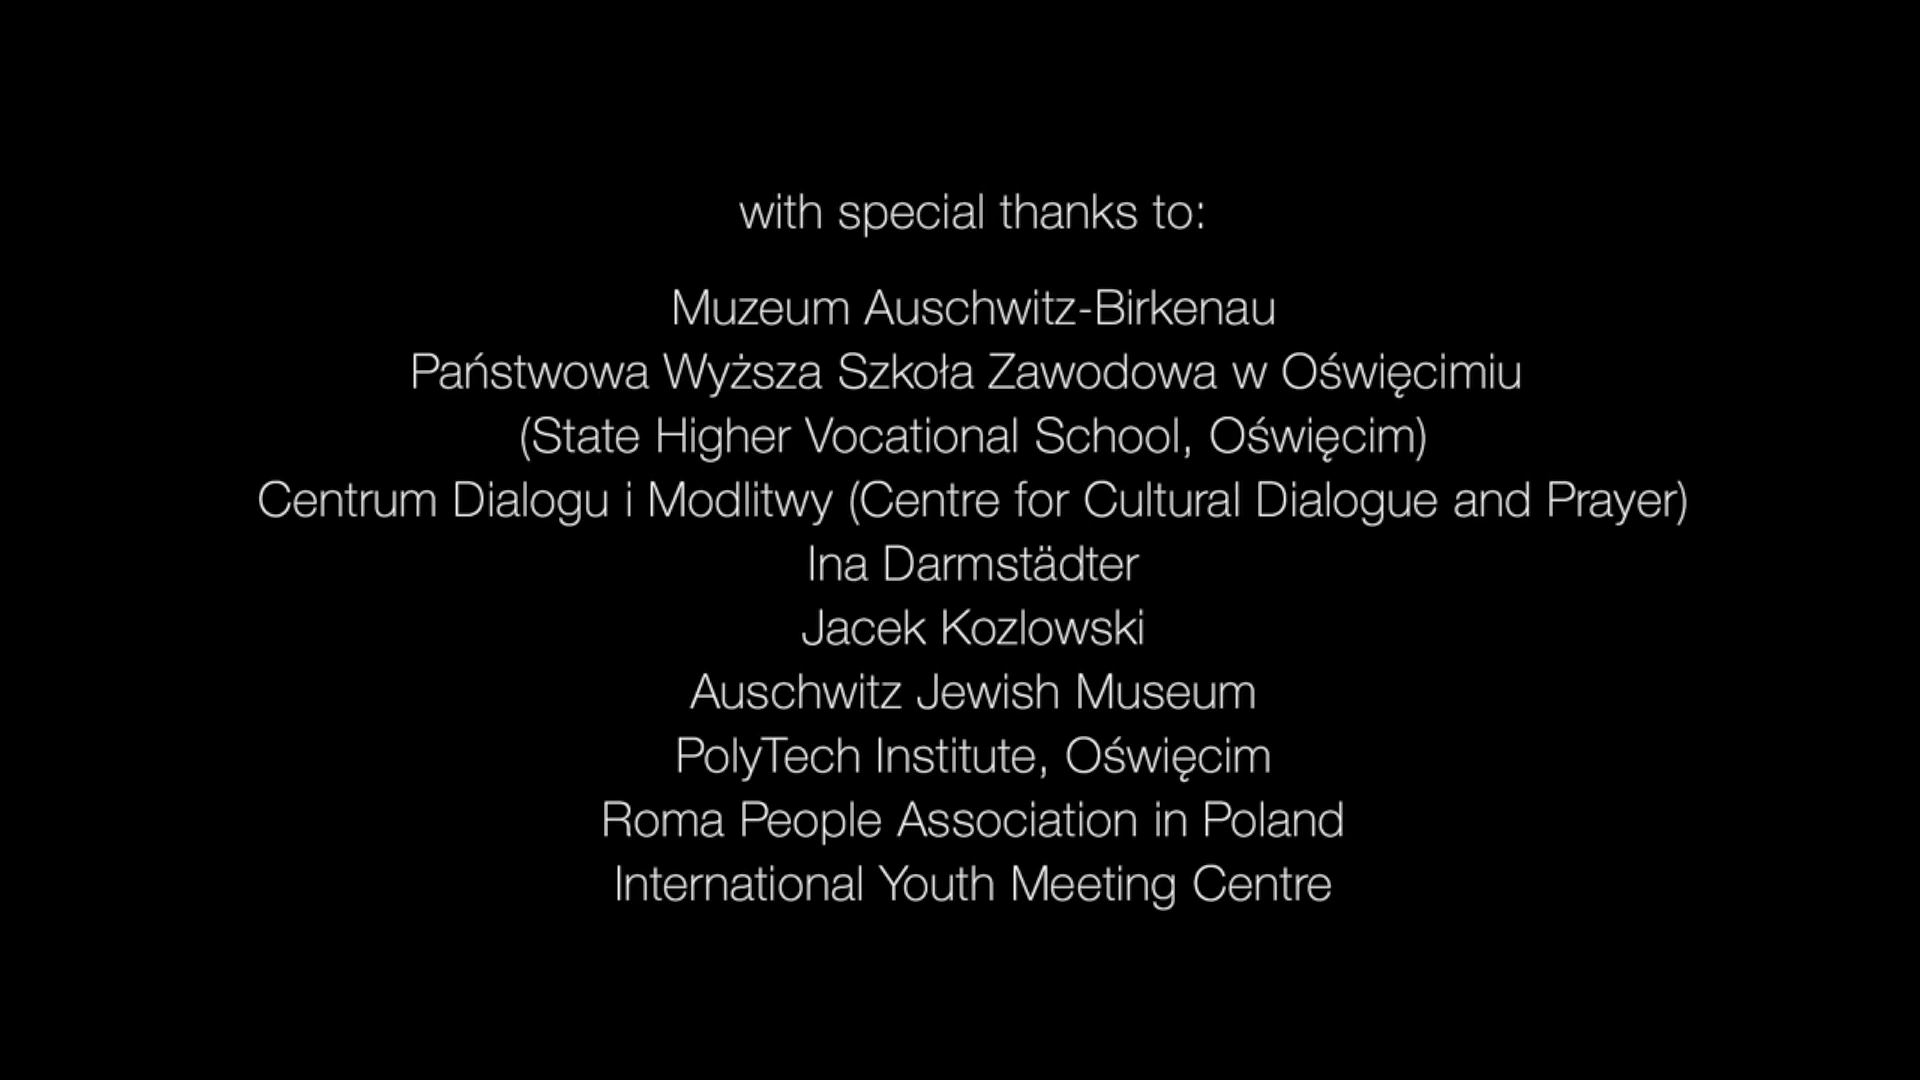 with special thanks to:
Muzeum Auschwitz-Birkenau
Państwowa Wyższa Szkoła Zawodowa w Oświęcimiu
(State Higher Vocational School, Oświęcim)
Centrum Dialogu i Modlitwy (Centre for Cultural Dialogue and Prayer)
Ina Darmstädter
Jacek Kozlowski
Auschwitz Jewish Museum
PolyTech Institute, Oświęcim
Roma People Association in Poland
International Youth Meeting Centre